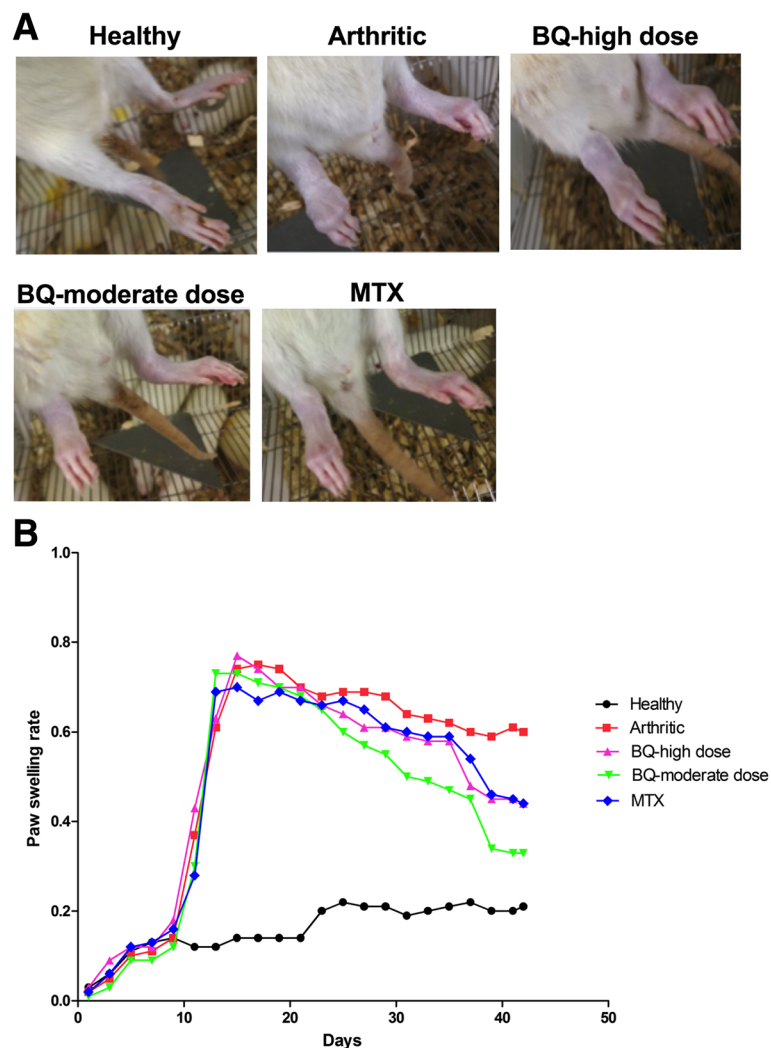 A
Healthy
Arthritic
BQ-high dose
BQ-moderate dose
MTX
B
1.0
0.8
0.6
0.4
0.2
0.0
Paw swelling rate
0
10
20
30
40
50
Days
Healthy
Arthritic
BQ-high dose
BQ-moderate dose
MTX